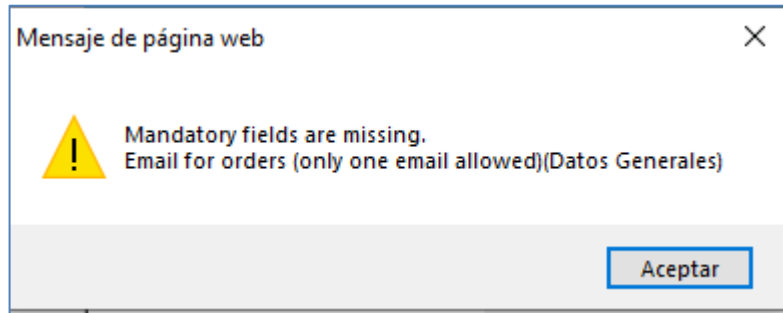 Mensaje de página web
Mandatory fields are missing.
Email for orders (only one email allowed)(Datos Generales)
Aceptar